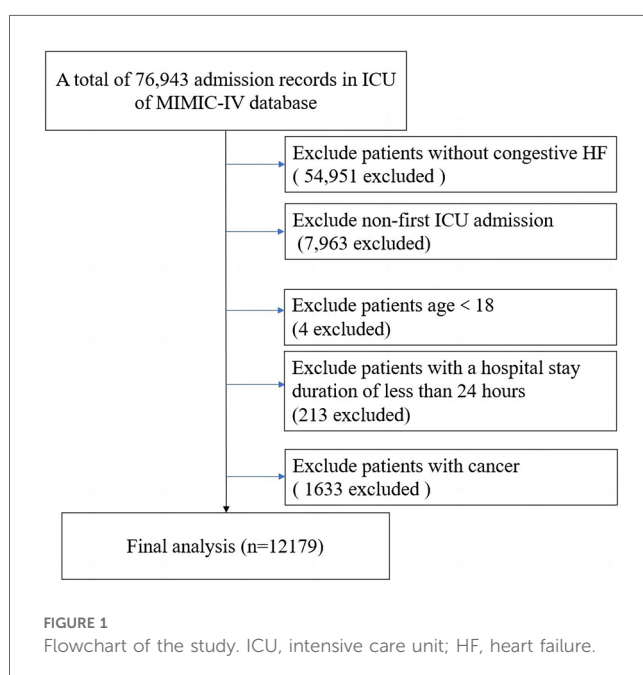 A total of 76,943 admission records in ICU
of MIMIC-IV database
Exclude patients without congestive HF
( 54,951 excluded )
Exclude non-first ICU admission
(7,963 excluded)
Exclude patients age < 18
(4 excluded)
Exclude patients with a hospital stay
duration of less than 24 hours
(213 excluded)
Exclude patients with cancer
( 1633 excluded )
Final analysis (n=12179)
FIGURE 1
Flowchart of the study. ICU, intensive care unit; HF, heart failure.